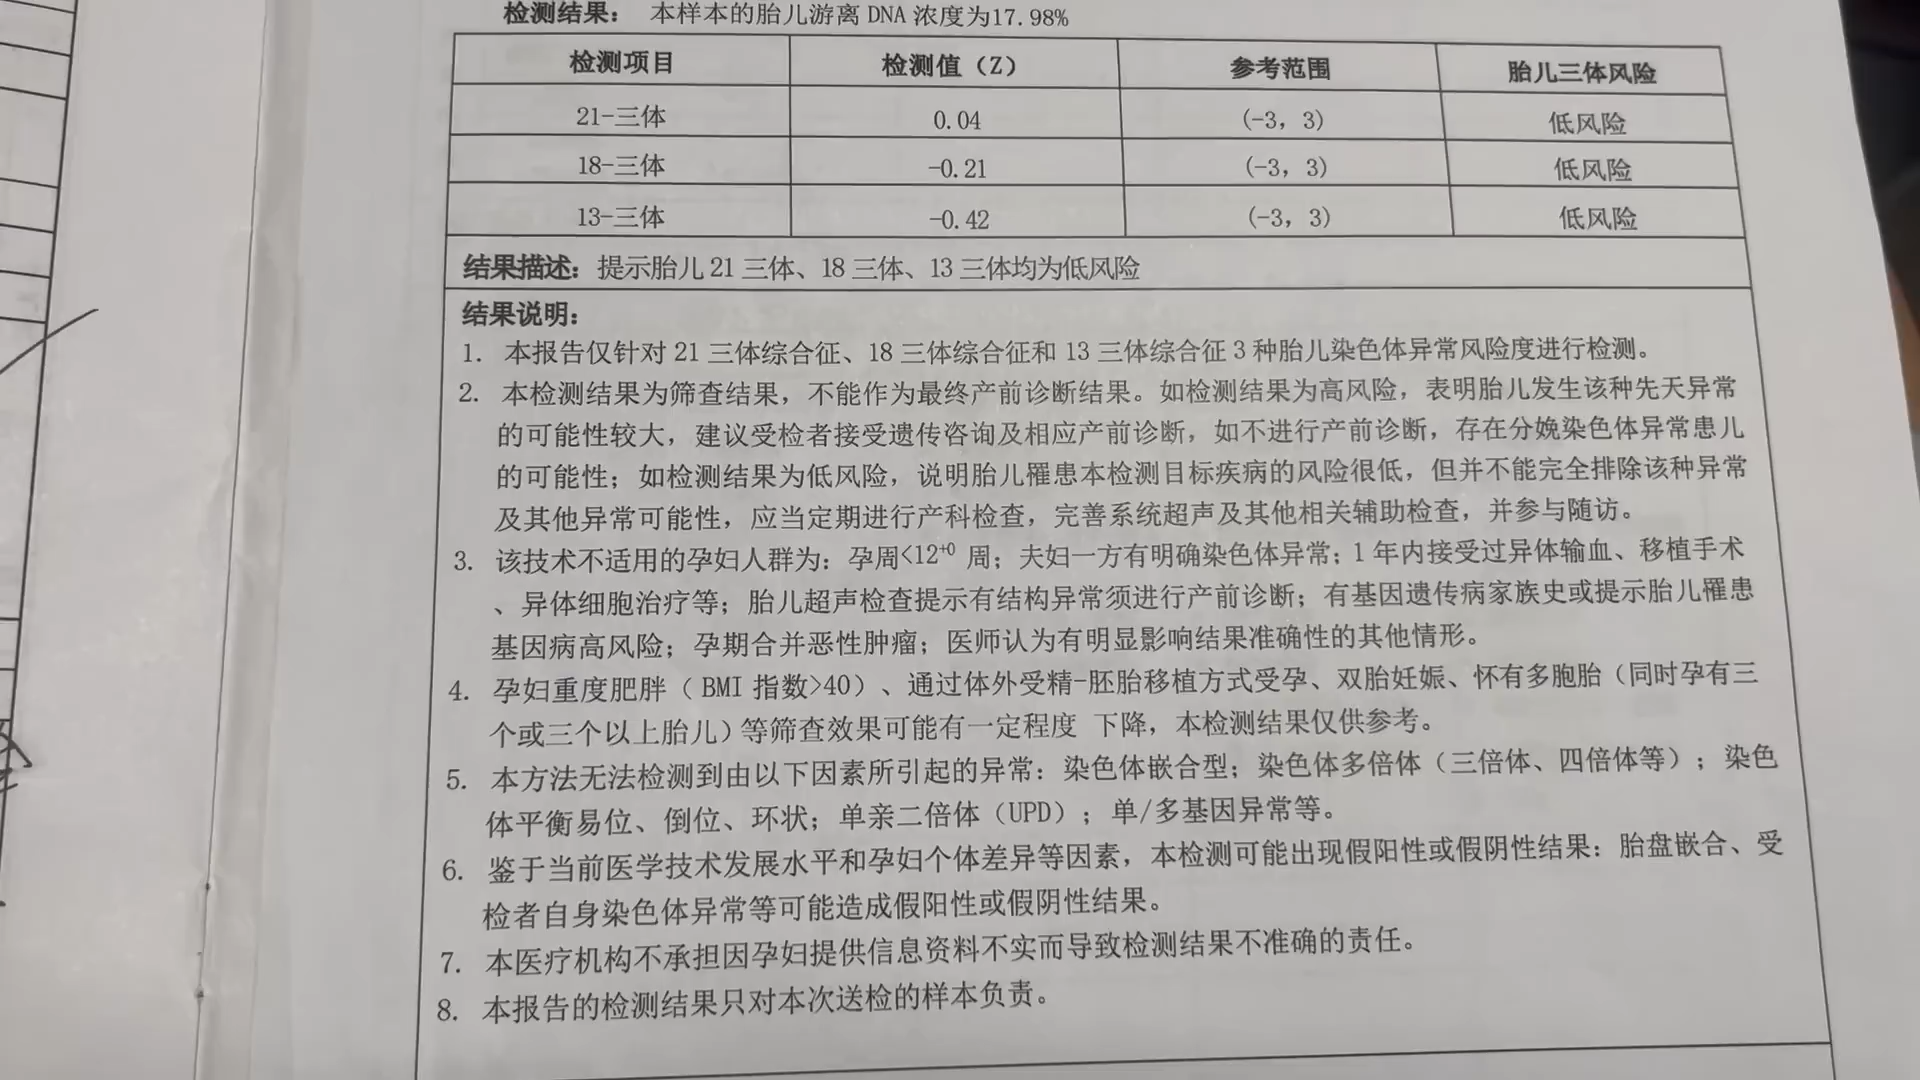 检测结果： 本样本的胎儿游离 DNA 浓度为17.98%
检测项目 检测值（Z） 参考范围 胎儿三体风险
21-三体 0.04 (-3, 3) 低风险
18-三体 -0.21 (-3, 3) 低风险
13-三体 -0.42 (-3, 3) 低风险
结果描述：提示胎儿 21 三体、18 三体、13 三体均为低风险
结果说明：
1. 本报告仅针对 21 三体综合征、18 三体综合征和 13 三体综合征 3 种胎儿染色体异常风险度进行检测。
2. 本检测结果为筛查结果，不能作为最终产前诊断结果。如检测结果为高风险，表明胎儿发生该种先天异常
的可能性较大，建议受检者接受遗传咨询及相应产前诊断，如不进行产前诊断，存在分娩染色体异常患儿
的可能性；如检测结果为低风险，说明胎儿罹患本检测目标疾病的风险很低，但并不能完全排除该种异常
及其他异常可能性，应当定期进行产科检查，完善系统超声及其他相关辅助检查，并参与随访。
3. 该技术不适用的孕妇人群为：孕周<12⁺⁰ 周；夫妇一方有明确染色体异常；1 年内接受过异体输血、移植手术
、异体细胞治疗等；胎儿超声检查提示有结构异常须进行产前诊断；有基因遗传病家族史或提示胎儿罹患
基因病高风险；孕期合并恶性肿瘤；医师认为有明显影响结果准确性的其他情形。
4. 孕妇重度肥胖（ BMI 指数>40）、通过体外受精-胚胎移植方式受孕、双胎妊娠、怀有多胞胎（同时孕有三
个或三个以上胎儿）等筛查效果可能有一定程度 下降，本检测结果仅供参考。
5. 本方法无法检测到由以下因素所引起的异常：染色体嵌合型；染色体多倍体（三倍体、四倍体等）；染色
体平衡易位、倒位、环状；单亲二倍体（UPD）；单/多基因异常等。
6. 鉴于当前医学技术发展水平和孕妇个体差异等因素，本检测可能出现假阳性或假阴性结果：胎盘嵌合、受
检者自身染色体异常等可能造成假阳性或假阴性结果。
7. 本医疗机构不承担因孕妇提供信息资料不实而导致检测结果不准确的责任。
8. 本报告的检测结果只对本次送检的样本负责。